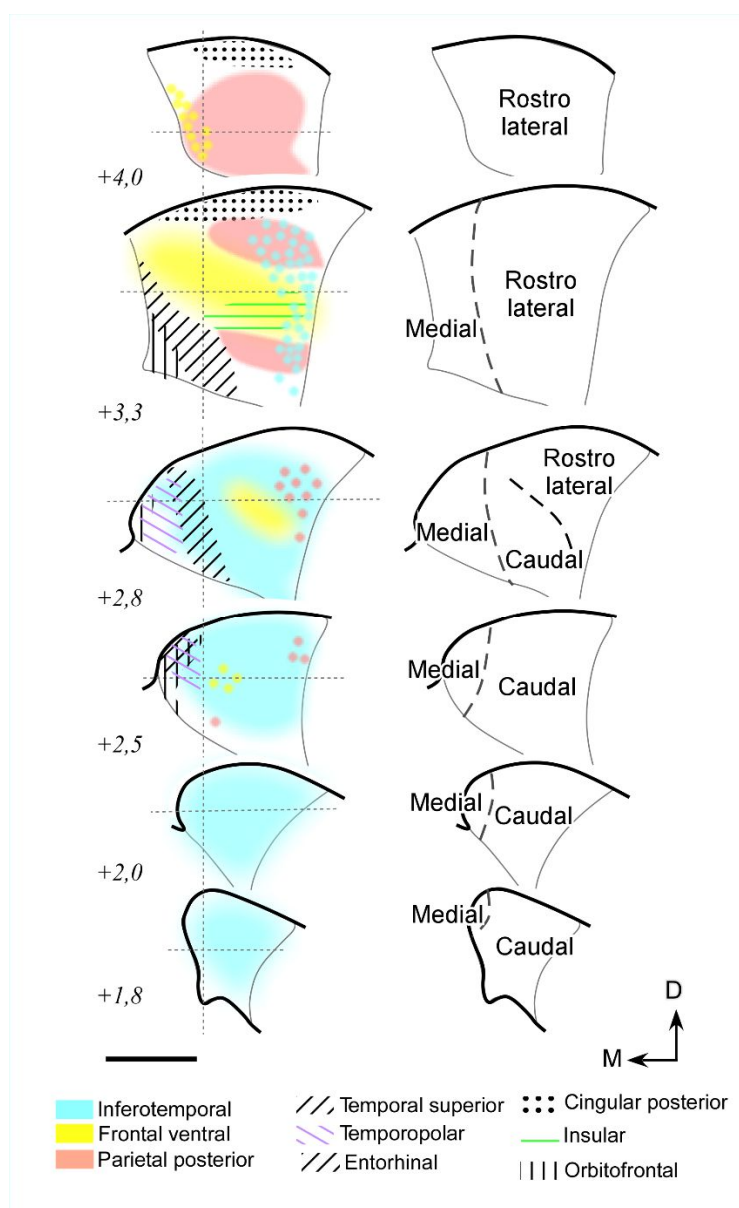 Rostro
lateral
+4,0
Rostro
lateral
Medial
+3,3
Rostro
lateral
Medial
Caudal
+2,8
Medial
Caudal
+2,5
Medial
Caudal
+2,0
Medial
Caudal
+1,8
D
M
Inferotemporal
Temporal superior
Cingular posterior
Frontal ventral
Temporopolar
Insular
Parietal posterior
Entorhinal
Orbitofrontal